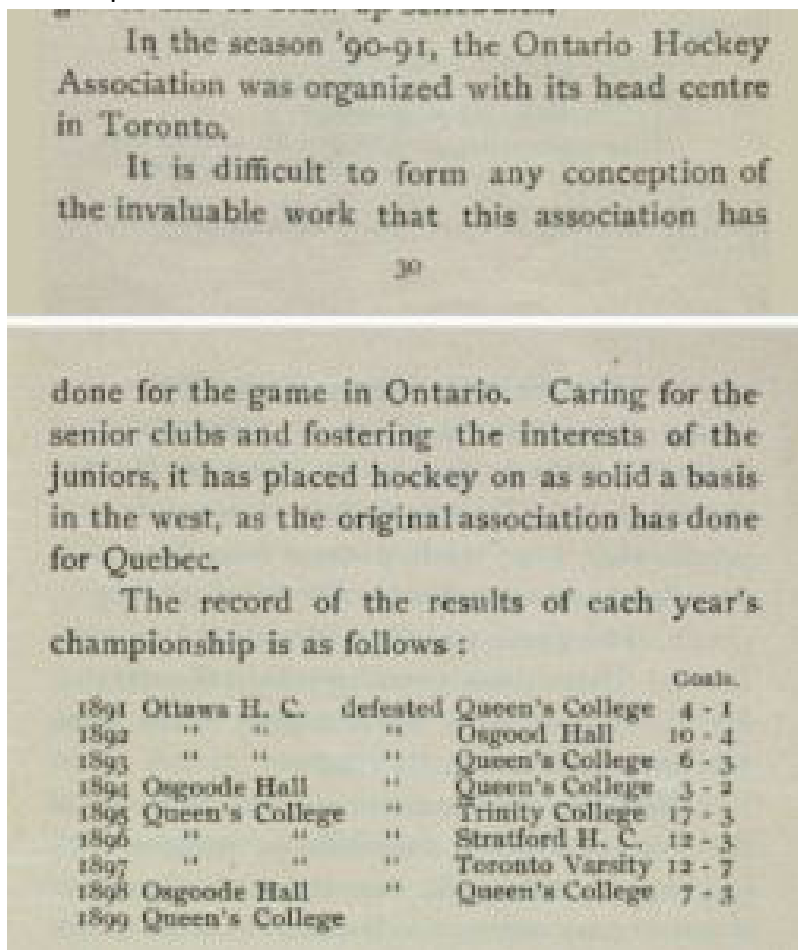 In the season '90-91, the Ontario Hockey
Association was organized with its head centre
in Toronto.
It is difficult to form any conception of
the invaluable work that this association has
30
done for the game in Ontario. Caring for the
senior clubs and fostering the interests of the
juniors, it has placed hockey on as solid a basis
in the west, as the original association has done
for Quebec.
The record of the results of each year's
championship is as follows :
Goals.
1891 Ottawa H. C. defeated Queen's College 4 - 1
1892 " " " Osgood Hall 10 - 4
1893 " " " Queen's College 6 - 3
1894 Osgoode Hall " Queen's College 3 - 2
1895 Queen's College " Trinity College 17 - 3
1896 " " " Stratford H. C. 12 - 3
1897 " " " Toronto Varsity 12 - 7
1898 Osgoode Hall " Queen's College 7 - 3
1899 Queen's College